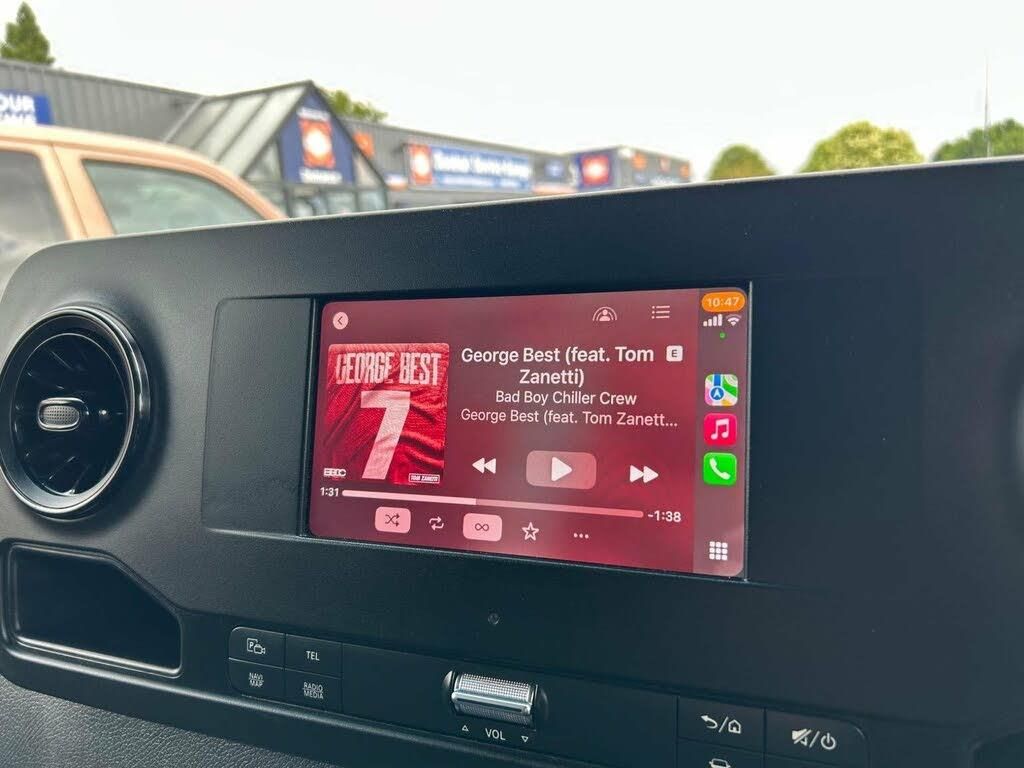 OUR
10:47
GEORGE BEST
7
BBCC
TOM ZANETTI
George Best (feat. Tom E
Zanetti)
Bad Boy Chiller Crew
George Best (feat. Tom Zanett...
1:31
-1:38
P
TEL
NAVI
MAP
RADIO
MEDIA
VOL